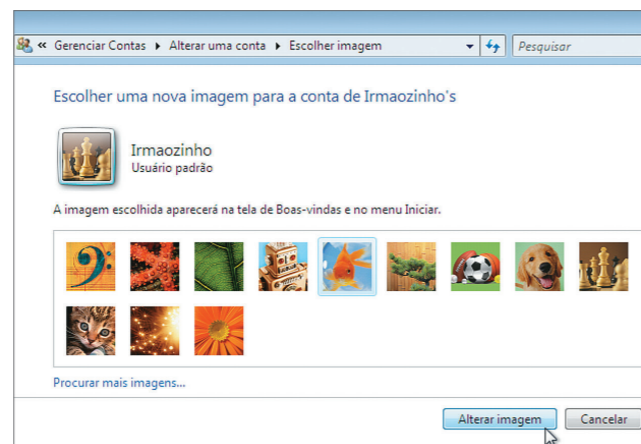 « Gerenciar Contas ▸ Alterar uma conta ▸ Escolher imagem Pesquisar
Escolher uma nova imagem para a conta de Irmaozinho's
Irmaozinho
Usuário padrão
A imagem escolhida aparecerá na tela de Boas-vindas e no menu Iniciar.
Procurar mais imagens...
Alterar imagem Cancelar